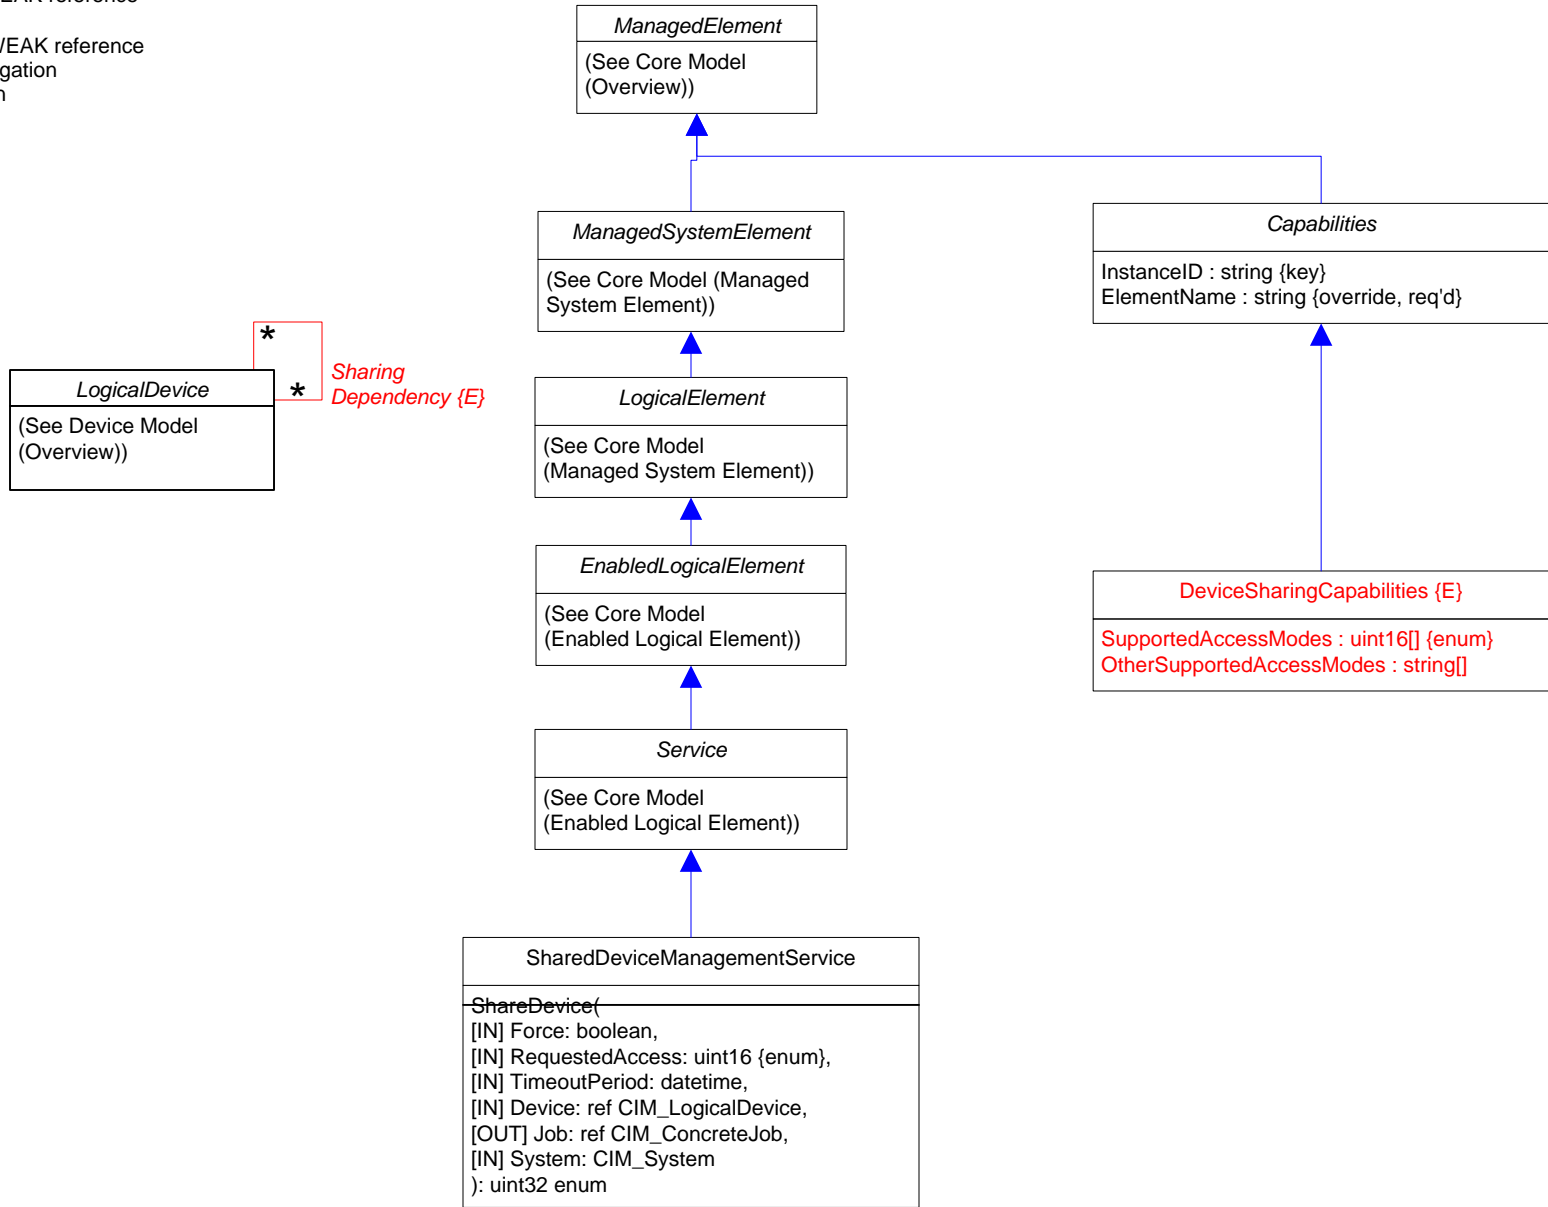 reference
reference
ManagedElement
(See Core Model
(Overview))
ManagedSystemElement
(See Core Model (Managed
System Element))
Capabilities
InstanceID : string {key}
ElementName : string {override, req'd}
*
*
Sharing
Dependency {E}
LogicalDevice
(See Device Model
(Overview))
LogicalElement
(See Core Model
(Managed System Element))
EnabledLogicalElement
(See Core Model
(Enabled Logical Element))
DeviceSharingCapabilities {E}
SupportedAccessModes : uint16[] {enum}
OtherSupportedAccessModes : string[]
Service
(See Core Model
(Enabled Logical Element))
SharedDeviceManagementService
ShareDevice(
[IN] Force: boolean,
[IN] RequestedAccess: uint16 {enum},
[IN] TimeoutPeriod: datetime,
[IN] Device: ref CIM_LogicalDevice,
[OUT] Job: ref CIM_ConcreteJob,
[IN] System: CIM_System
): uint32 enum